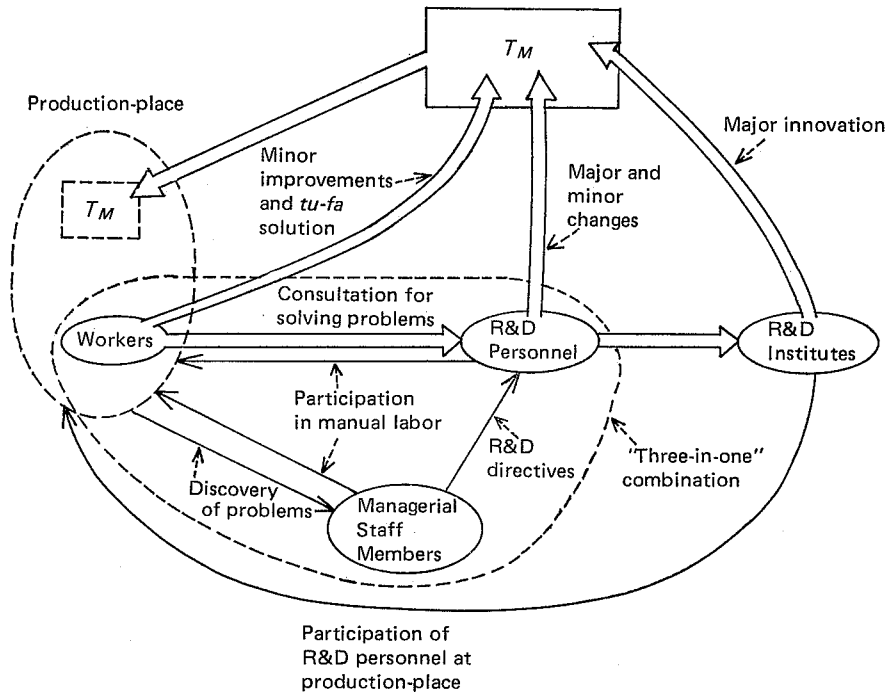 T_M
Production-place
T_M
Minor
improvements
and tu-fa
solution
Major and
minor
changes
Major innovation
Consultation for
solving problems
Workers
R&D
Personnel
R&D
Institutes
Participation
in manual labor
R&D
directives
"Three-in-one"
combination
Discovery
of problems
Managerial
Staff
Members
Participation of
R&D personnel at
production-place